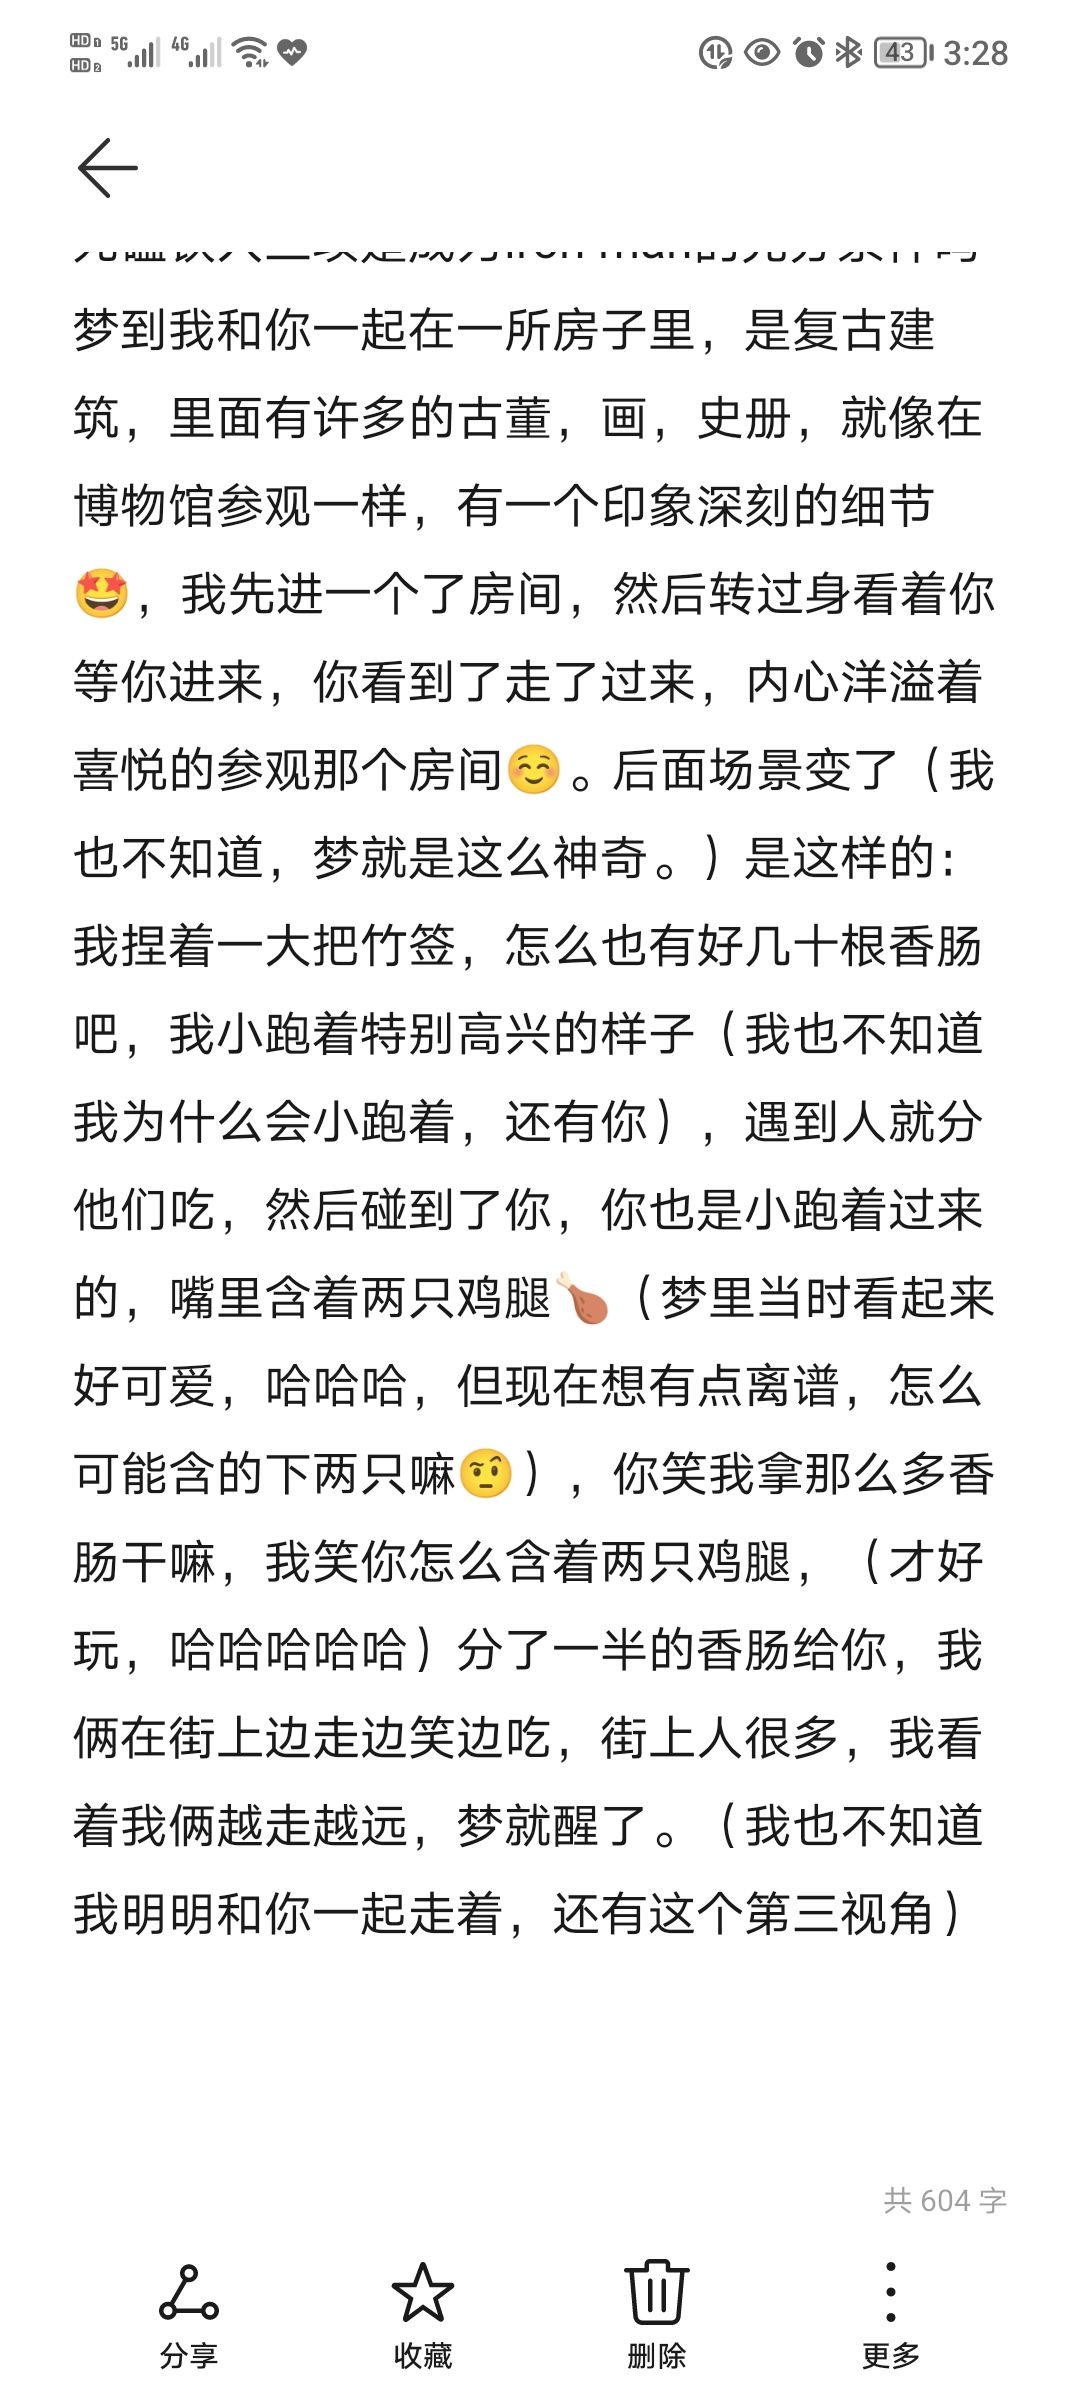 HD 1 5G 4G
HD 2
43 3:28
梦到我和你一起在一所房子里，是复古建
筑，里面有许多的古董，画，史册，就像在
博物馆参观一样，有一个印象深刻的细节
🤩，我先进一个了房间，然后转过身看着你
等你进来，你看到了走了过来，内心洋溢着
喜悦的参观那个房间☺️。后面场景变了（我
也不知道，梦就是这么神奇。）是这样的：
我捏着一大把竹签，怎么也有好几十根香肠
吧，我小跑着特别高兴的样子（我也不知道
我为什么会小跑着，还有你），遇到人就分
他们吃，然后碰到了你，你也是小跑着过来
的，嘴里含着两只鸡腿🍗（梦里当时看起来
好可爱，哈哈哈，但现在想有点离谱，怎么
可能含的下两只嘛🤨），你笑我拿那么多香
肠干嘛，我笑你怎么含着两只鸡腿，（才好
玩，哈哈哈哈哈）分了一半的香肠给你，我
俩在街上边走边笑边吃，街上人很多，我看
着我俩越走越远，梦就醒了。（我也不知道
我明明和你一起走着，还有这个第三视角）
共 604 字
分享 收藏 删除 更多